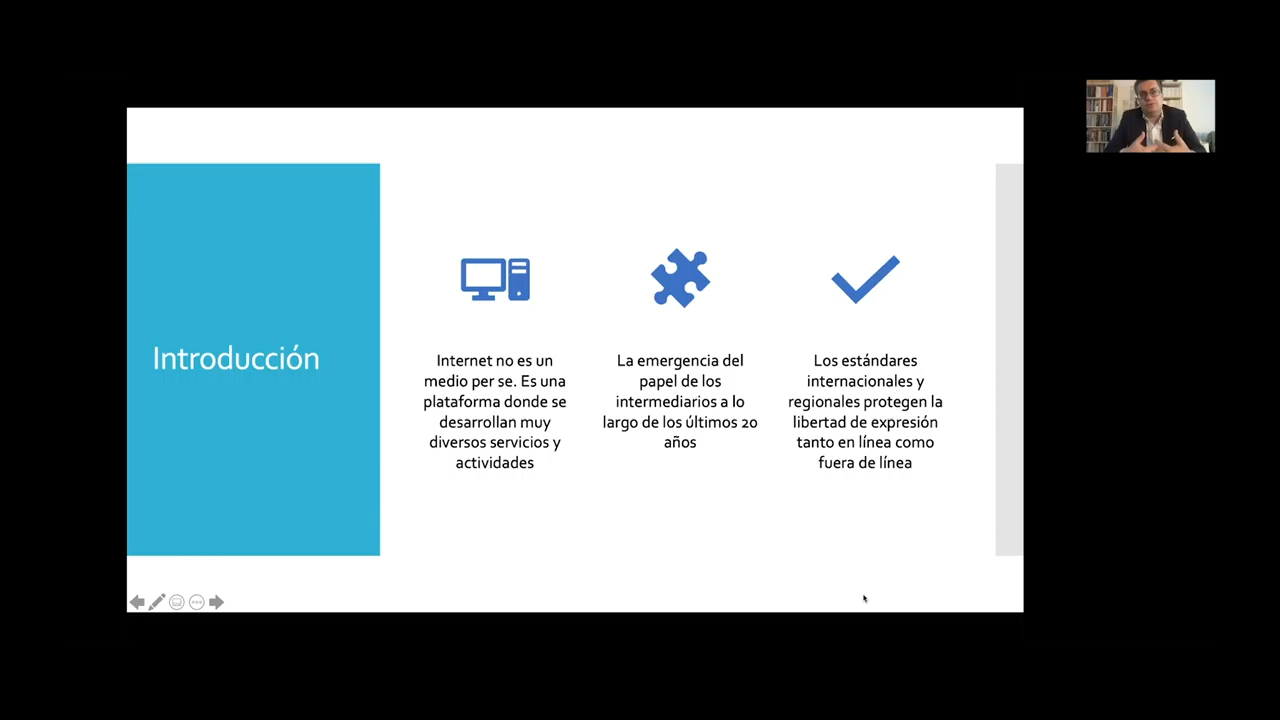 Introducción
Internet no es un
medio per se. Es una
plataforma donde se
desarrollan muy
diversos servicios y
actividades
La emergencia del
papel de los
intermediarios a lo
largo de los últimos 20
años
Los estándares
internacionales y
regionales protegen la
libertad de expresión
tanto en línea como
fuera de línea